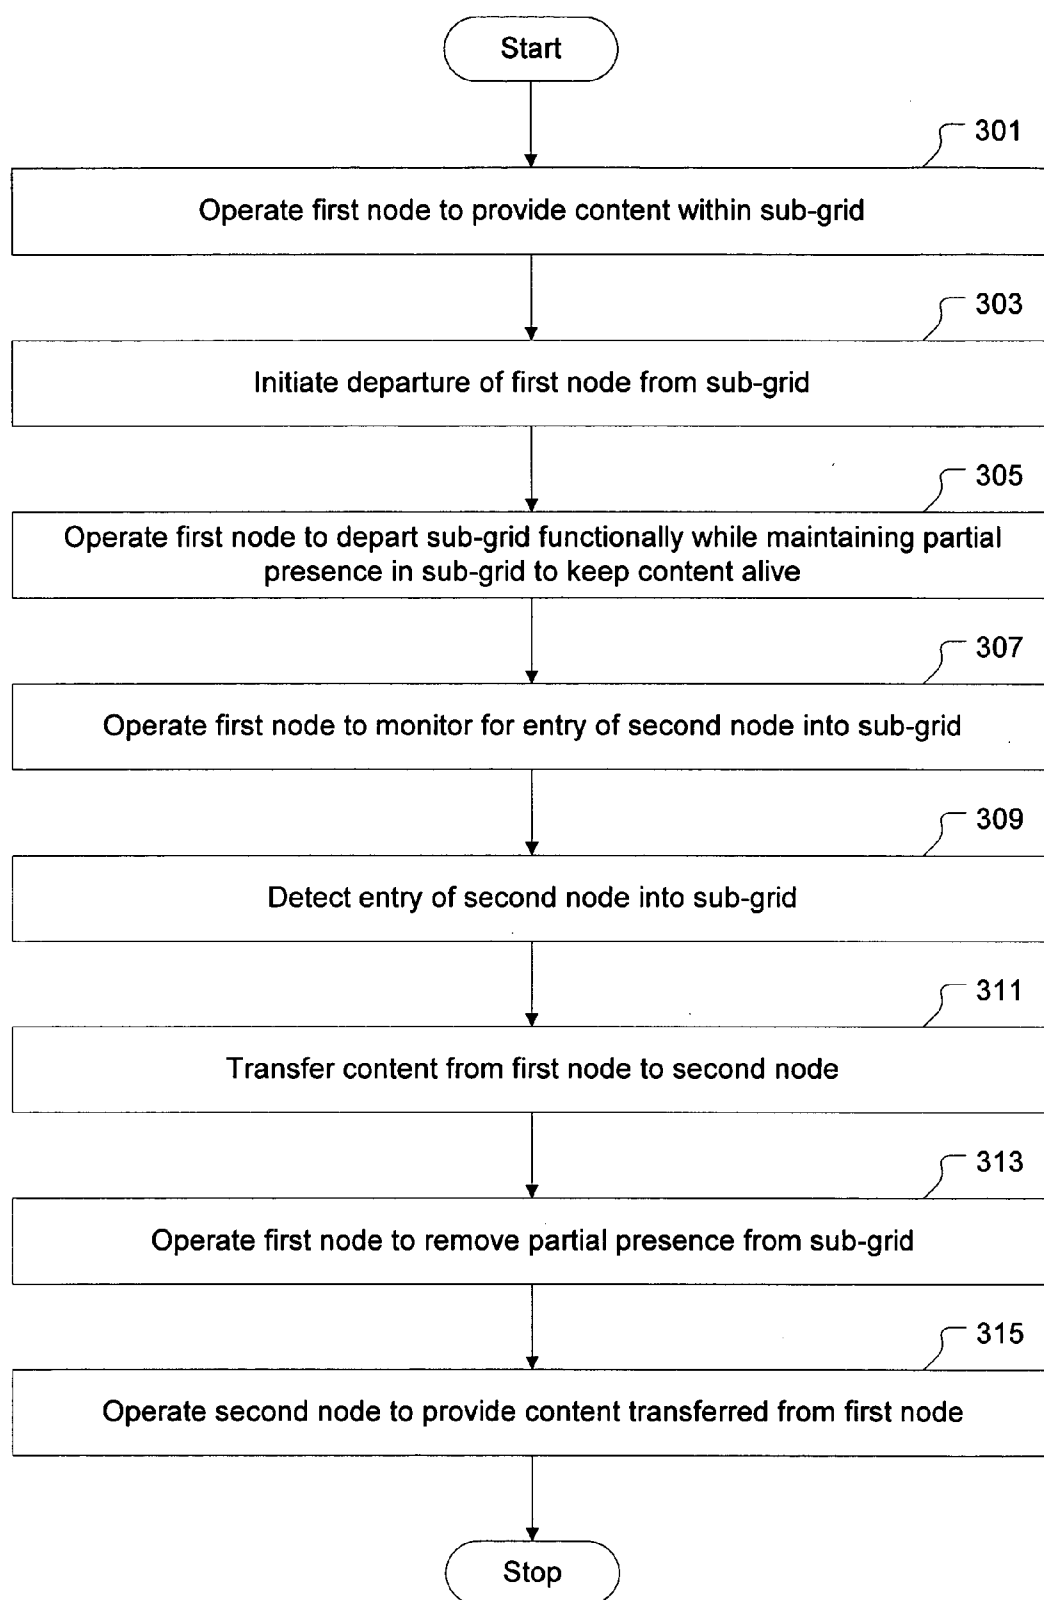 Start
301
Operate first node to provide content within sub-grid
303
Initiate departure of first node from sub-grid
305
Operate first node to depart sub-grid functionally while maintaining partial
presence in sub-grid to keep content alive
307
Operate first node to monitor for entry of second node into sub-grid
309
Detect entry of second node into sub-grid
311
Transfer content from first node to second node
313
Operate first node to remove partial presence from sub-grid
315
Operate second node to provide content transferred from first node
Stop